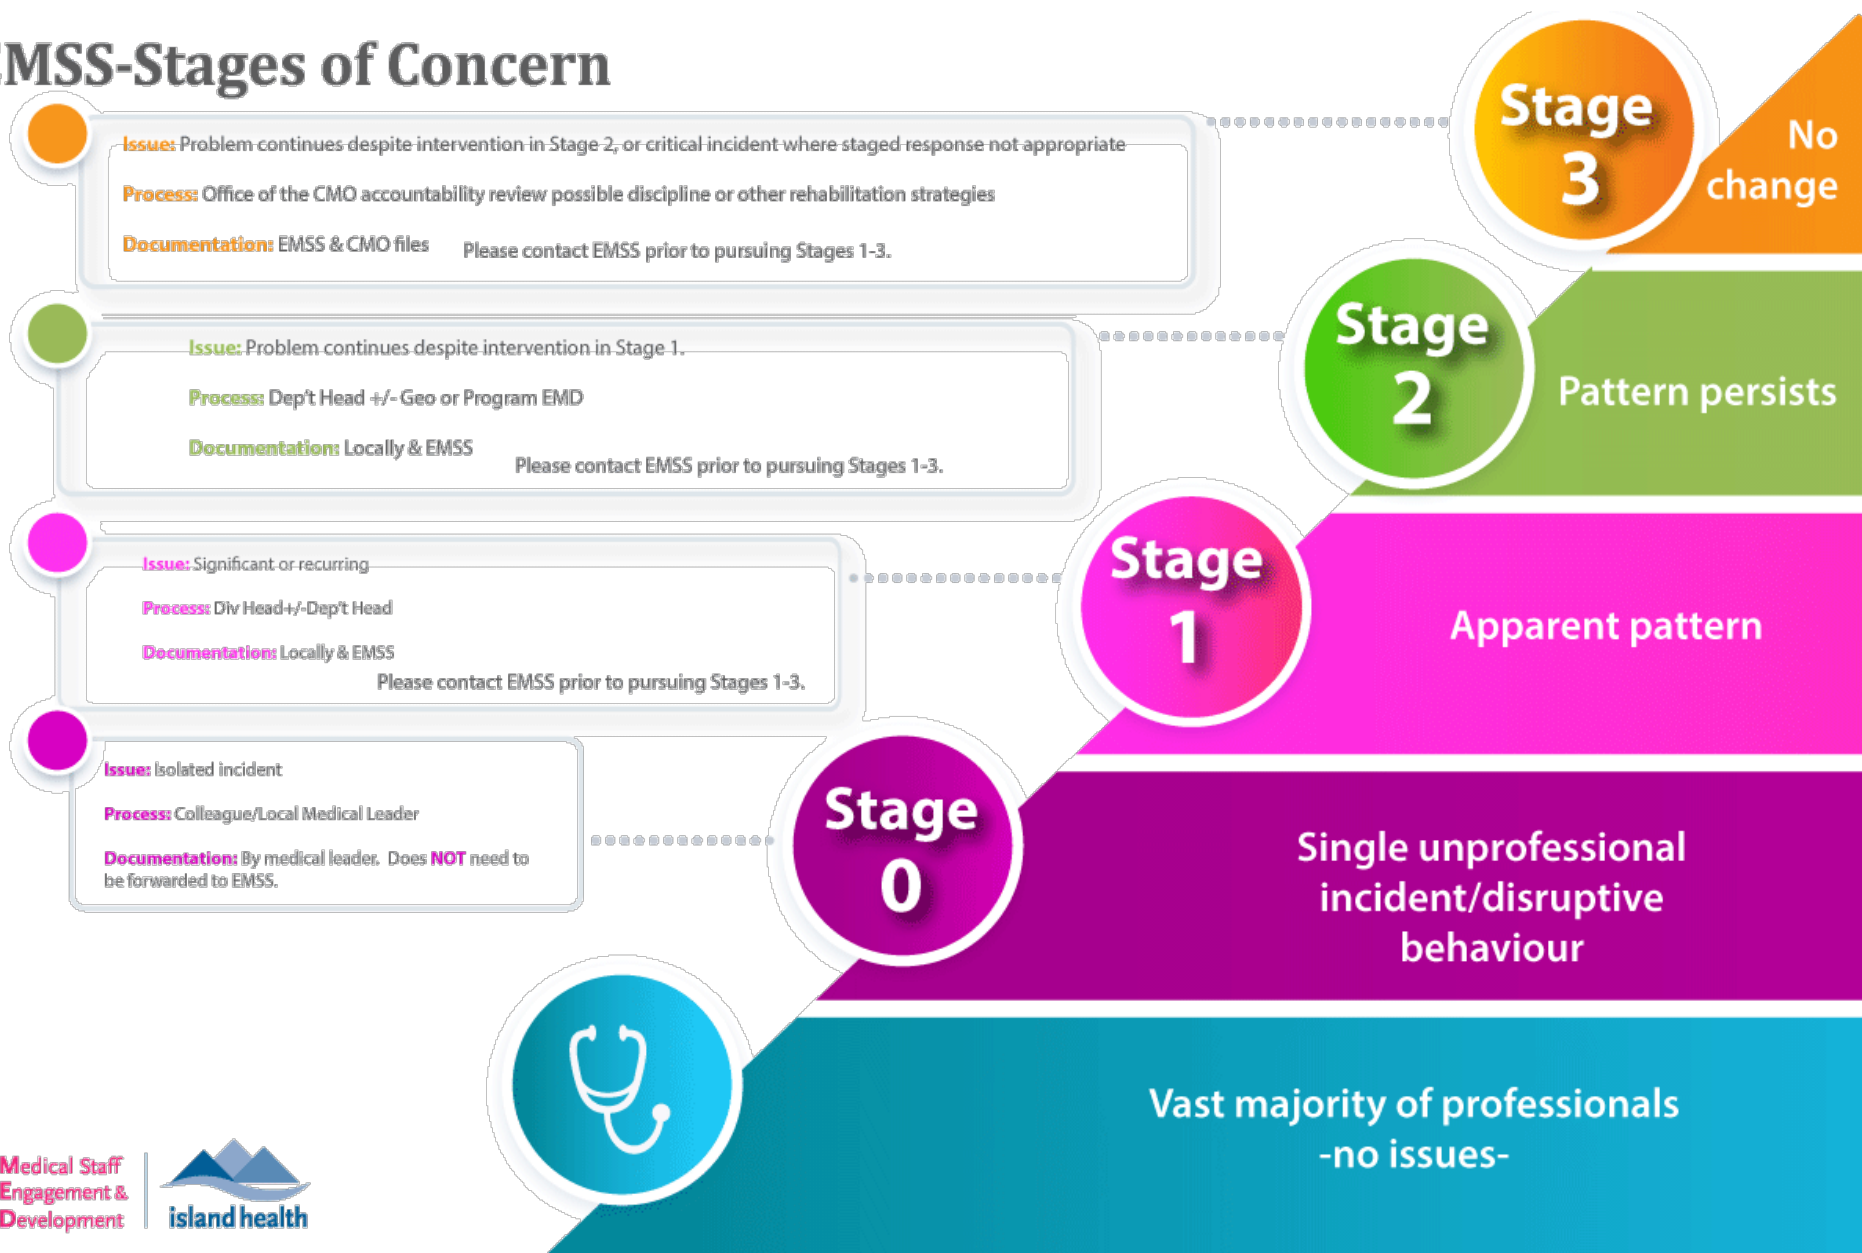 EMSS-Stages of Concern
Issue: Problem continues despite intervention in Stage 2, or critical incident where staged response not appropriate
Process: Office of the CMO accountability review possible discipline or other rehabilitation strategies
Documentation: EMSS & CMO files
Please contact EMSS prior to pursuing Stages 1-3.
Stage
3
No
change
Issue: Problem continues despite intervention in Stage 1.
Process: Dep't Head +/- Geo or Program EMD
Documentation: Locally & EMSS
Please contact EMSS prior to pursuing Stages 1-3.
Stage
2
Pattern persists
Issue: Significant or recurring
Process: Div Head+/-Dep't Head
Documentation: Locally & EMSS
Please contact EMSS prior to pursuing Stages 1-3.
Stage
1
Apparent pattern
Issue: Isolated incident
Process: Colleague/Local Medical Leader
Documentation: By medical leader. Does NOT need to
be forwarded to EMSS.
Stage
0
Single unprofessional
incident/disruptive
behaviour
Vast majority of professionals
-no issues-
Medical Staff
Engagement &
Development
island health